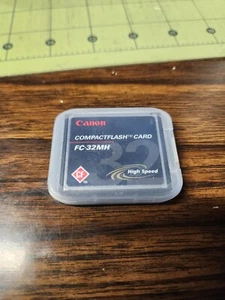 Canon
COMPACTFLASH™ CARD
FC-32MH
32
High Speed